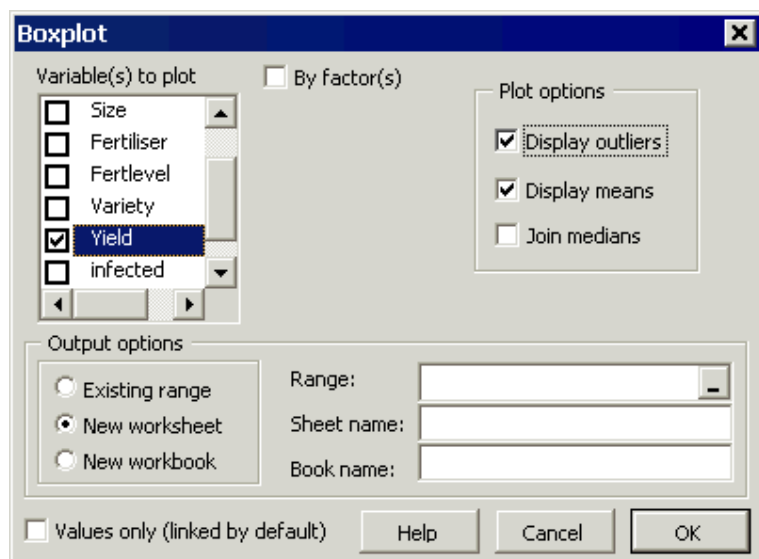 Boxplot
Variable(s) to plot
By factor(s)
Size
Fertiliser
Fertlevel
Variety
Yield
infected
Plot options
Display outliers
Display means
Join medians
Output options
Existing range
New worksheet
New workbook
Range:
Sheet name:
Book name:
Values only (linked by default)
Help
Cancel
OK